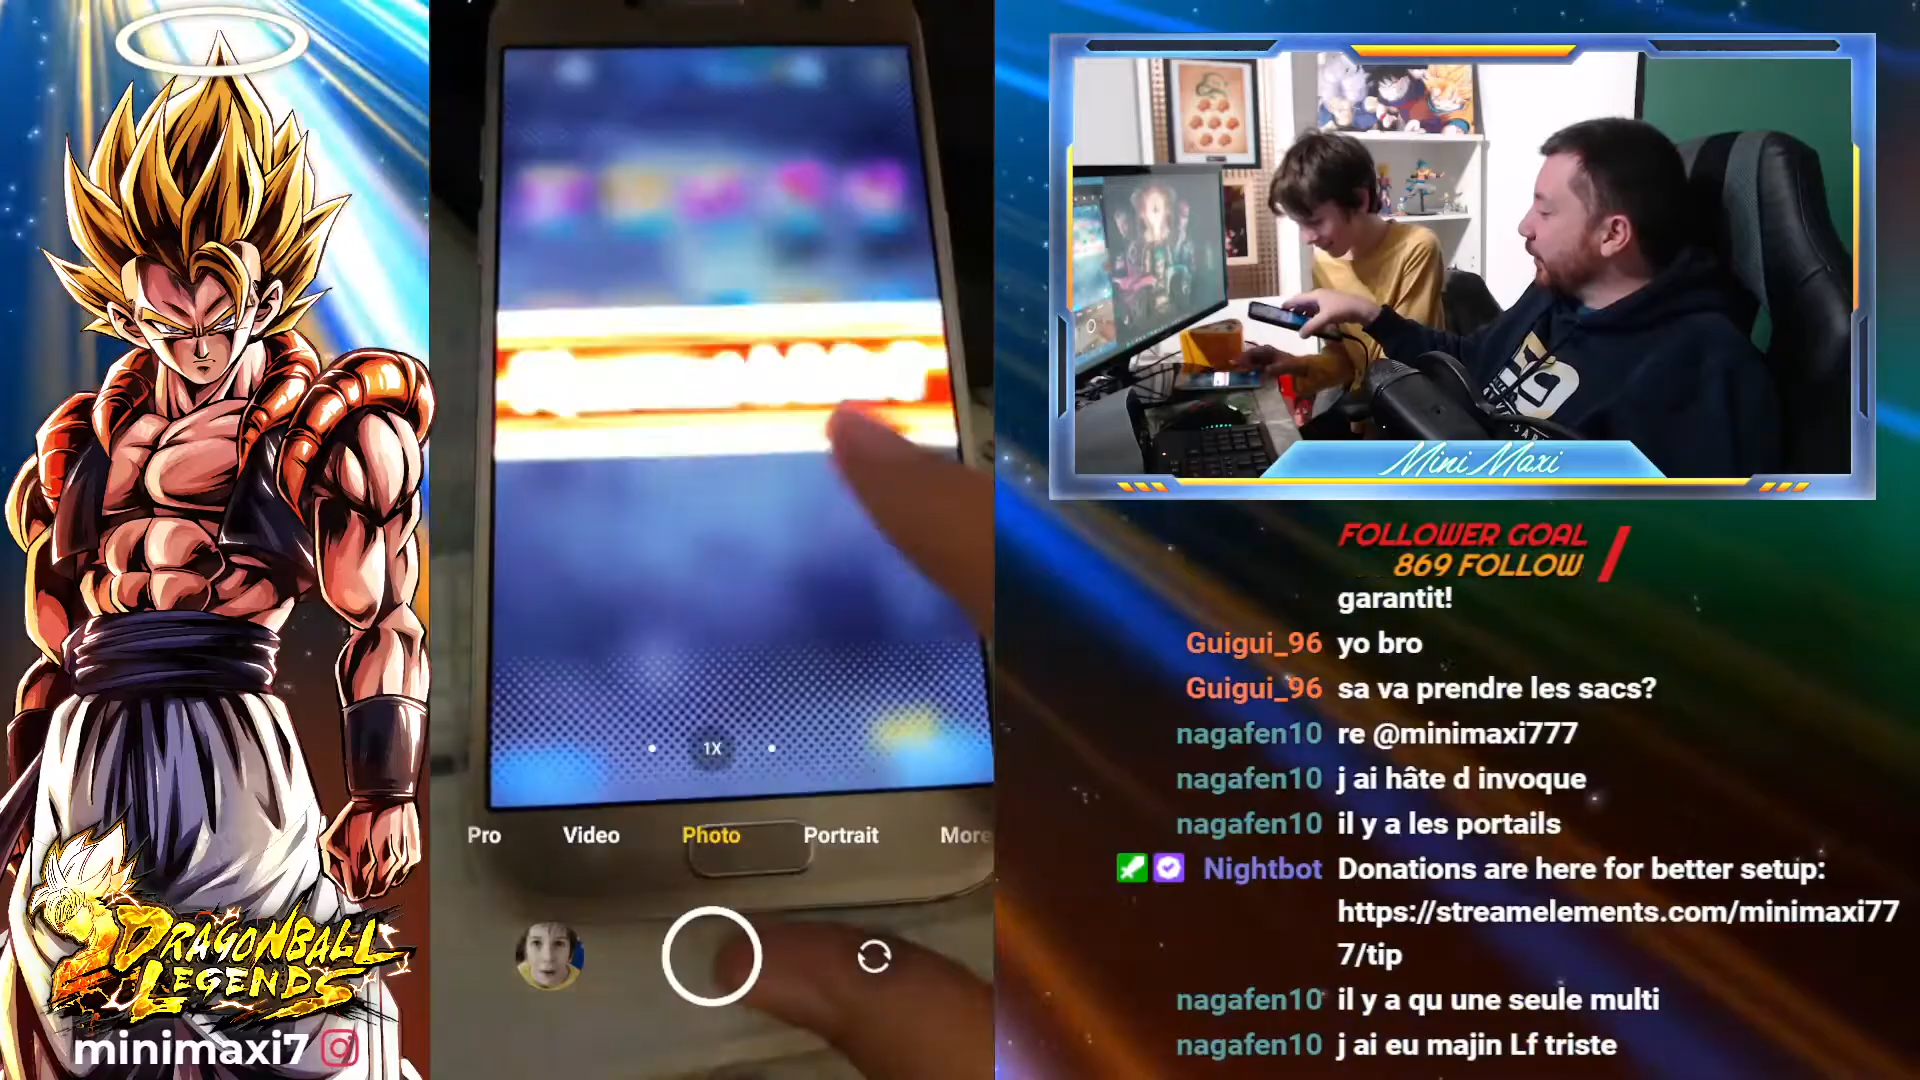 1X
Pro Video Photo Portrait More
DRAGON BALL
LEGENDS
minimaxi7
Mini Maxi
FOLLOWER GOAL
869 FOLLOW
garantit!
Guigui_96 yo bro
Guigui_96 sa va prendre les sacs?
nagafen10 re @minimaxi777
nagafen10 j ai hâte d invoque
nagafen10 il y a les portails
Nightbot Donations are here for better setup:
https://streamelements.com/minimaxi77
7/tip
nagafen10 il y a qu une seule multi
nagafen10 j ai eu majin Lf triste